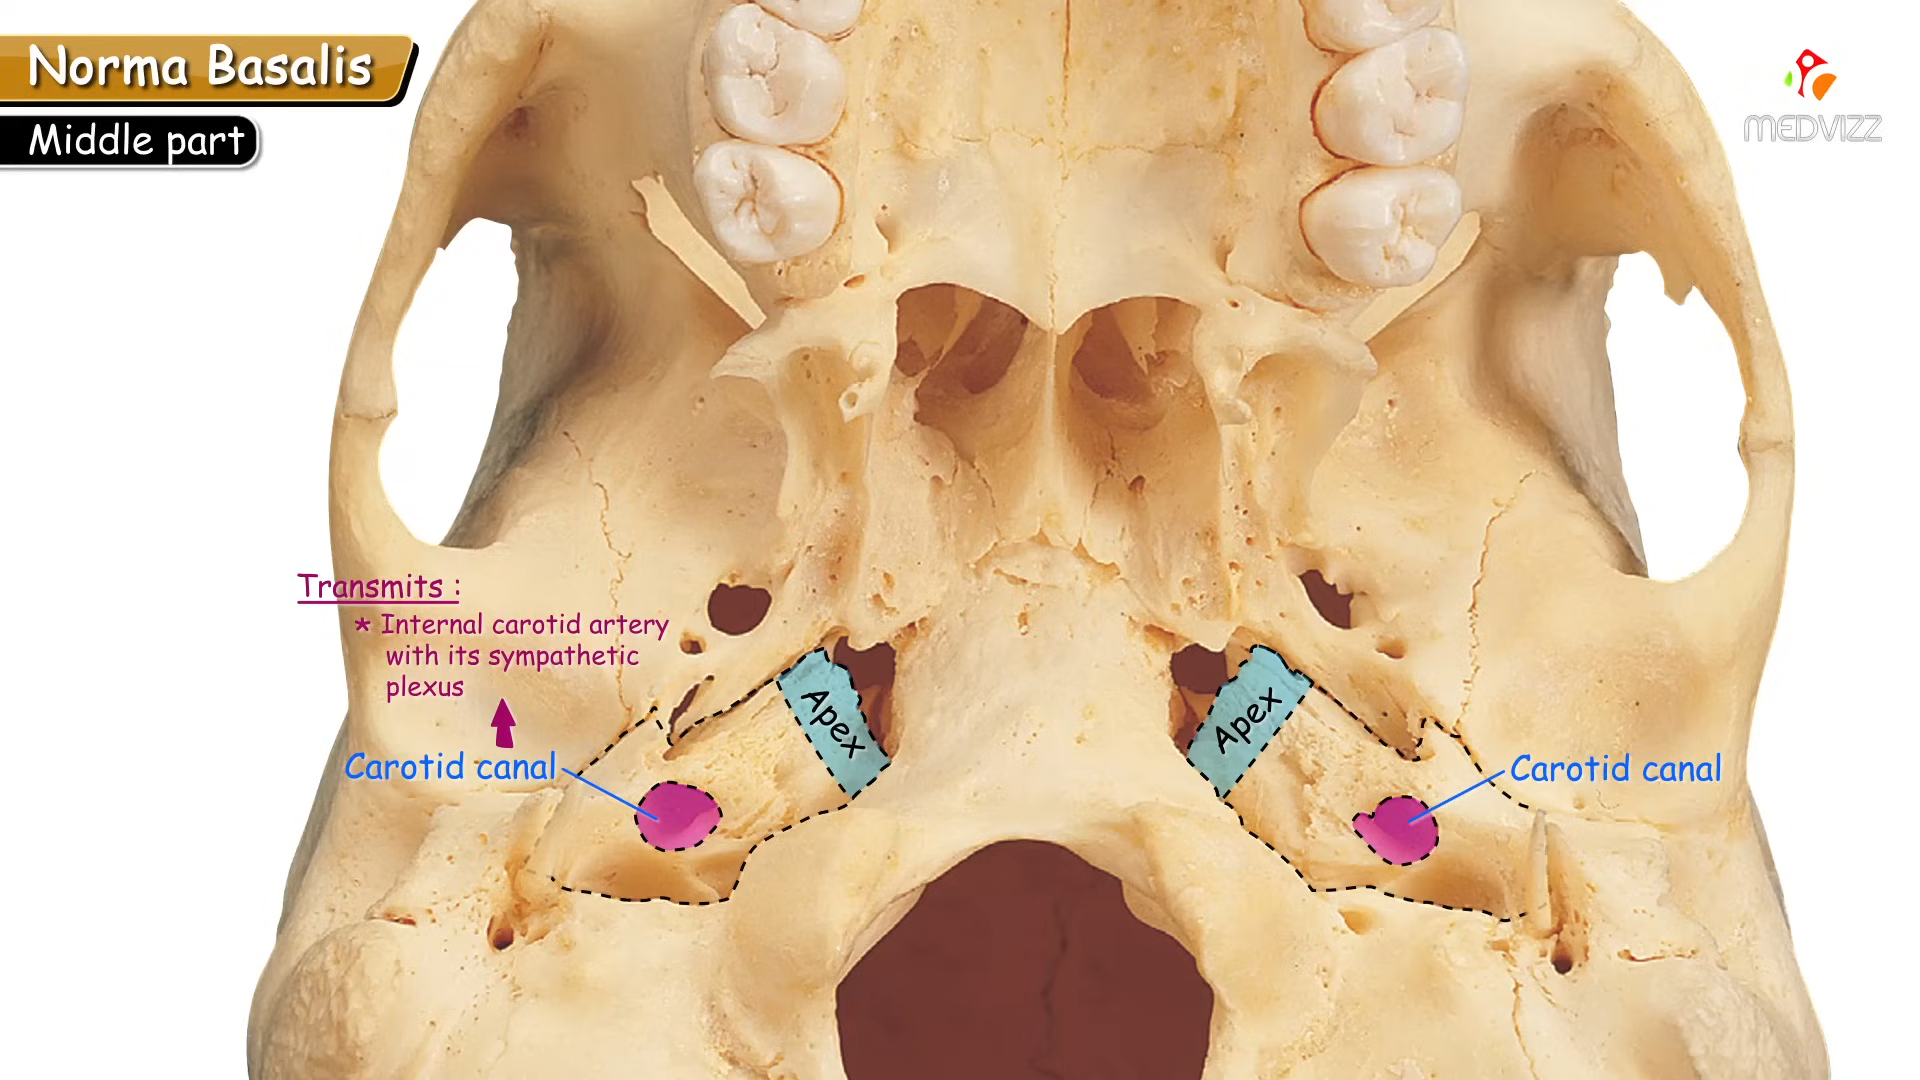 Norma Basalis
Middle part
MEDVIZZ
Transmits :
* Internal carotid artery
with its sympathetic
plexus
Apex
Apex
Carotid canal
Carotid canal